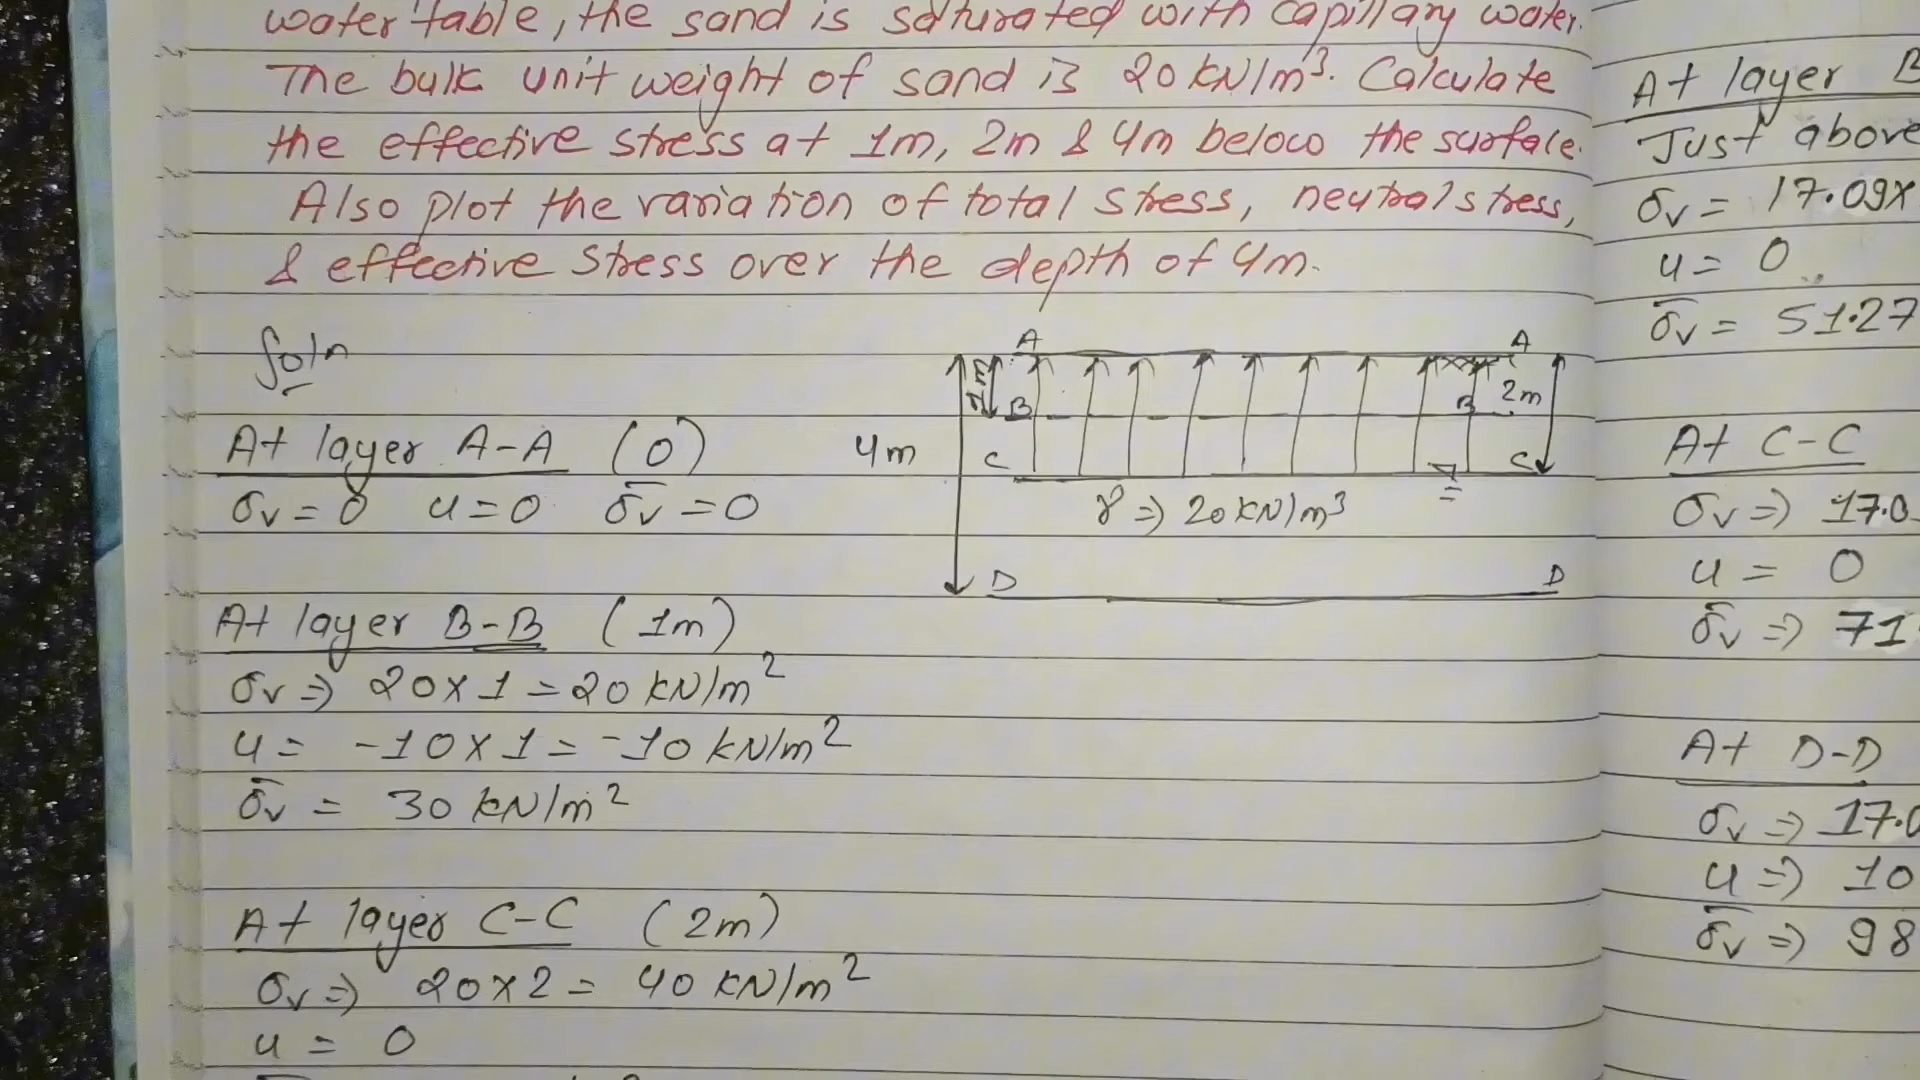 water table, the sand is saturated with capillary water.
The bulk unit weight of sand is 20 kN/m³. Calculate
the effective stress at 1m, 2m & 4m below the surface.
Also plot the variation of total stress, neutral stress,
& effective stress over the depth of 4m.
Soln
A A
2m
B B
4m
C C
γ => 20 kN/m³
D D
At layer A-A (0)
σv = 0 u = 0 σ̄v = 0
At layer B-B (1m)
σv => 20 x 1 = 20 kN/m²
u = -10 x 1 = -10 kN/m²
σ̄v = 30 kN/m²
At layer C-C (2m)
σv => 20x2 = 40 kN/m²
u = 0
At layer B
Just above
σv = 17.09x
u = 0
σ̄v = 51.27
At C-C
σv => 17.0
u = 0
σ̄v => 71
At D-D
σv => 17.0
u => 10
σ̄v => 98